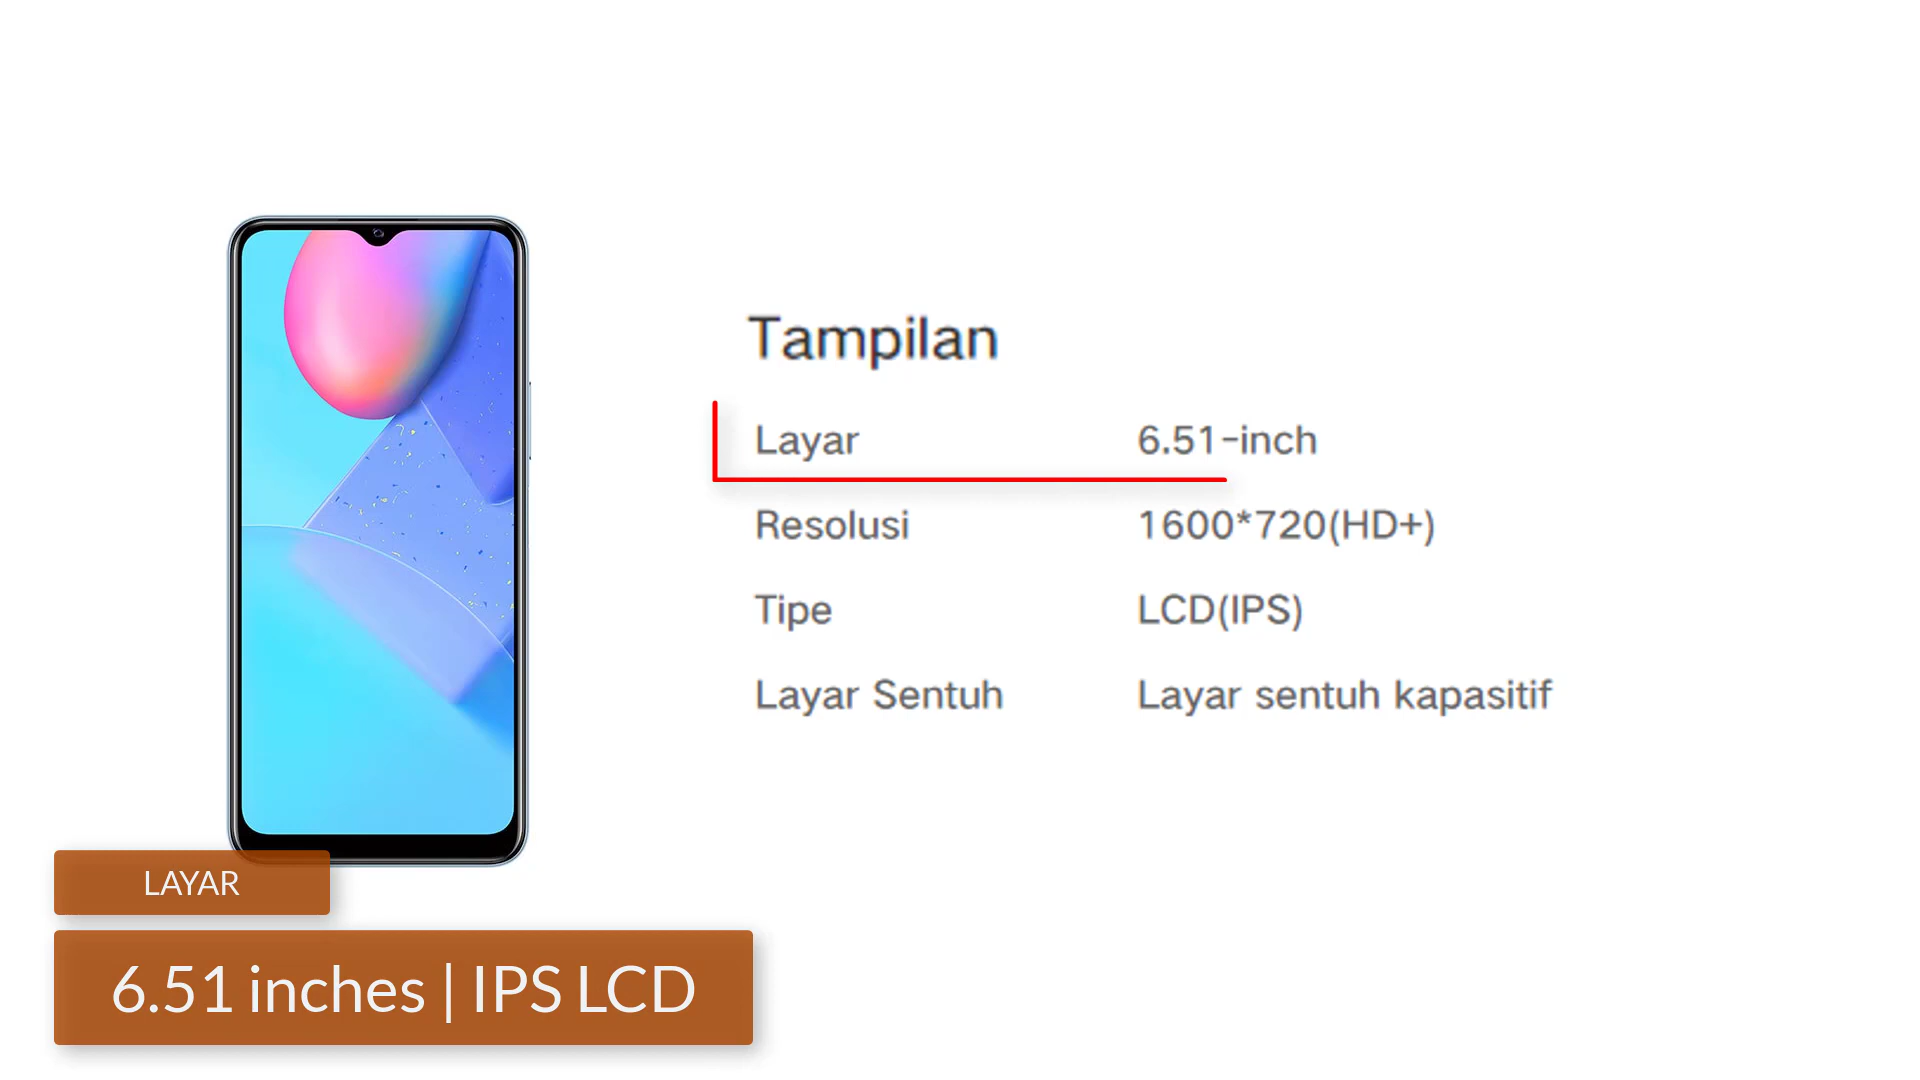 Tampilan
Layar 6.51-inch
Resolusi 1600*720(HD+)
Tipe LCD(IPS)
Layar Sentuh Layar sentuh kapasitif
LAYAR
6.51 inches | IPS LCD